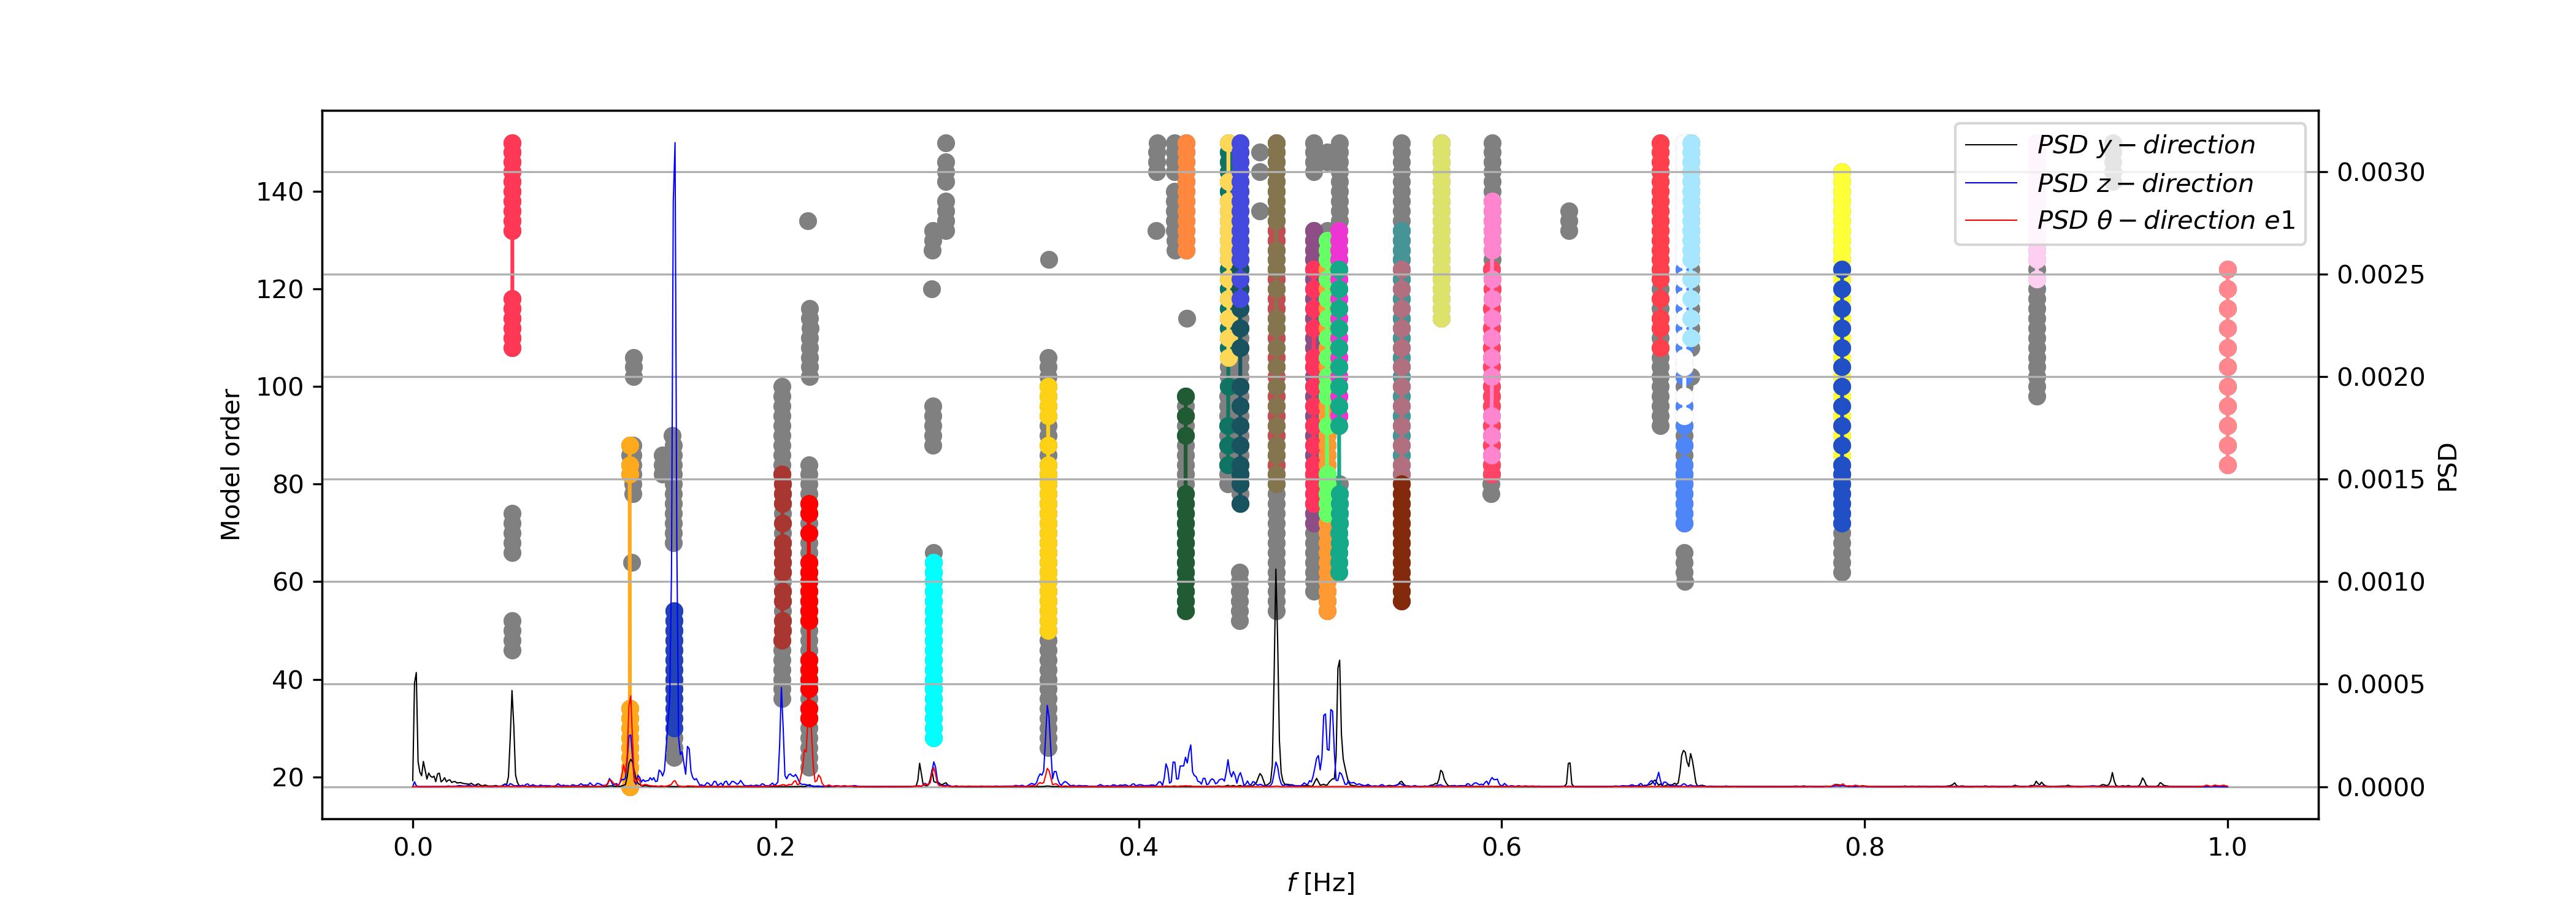 PSD y − direction
PSD z − direction
PSD θ − direction e1
Model order
140
120
100
80
60
40
20
0.0030
0.0025
0.0020
0.0015
0.0010
0.0005
0.0000
PSD
0.0 0.2 0.4 0.6 0.8 1.0
f [Hz]